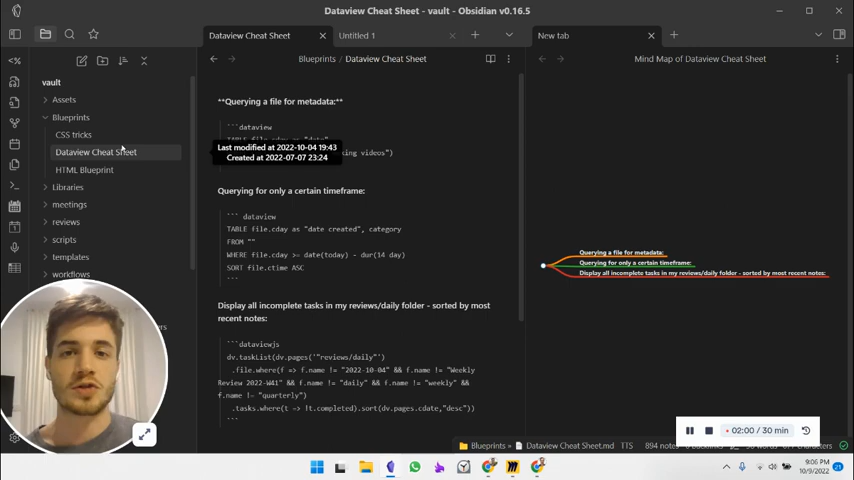 Dataview Cheat Sheet - vault - Obsidian v0.16.5
Dataview Cheat Sheet
Untitled 1
New tab
Blueprints / Dataview Cheat Sheet
Mind Map of Dataview Cheat Sheet
vault
Assets
Blueprints
CSS tricks
Dataview Cheat Sheet
HTML Blueprint
Libraries
meetings
reviews
scripts
templates
workflows
**Querying a file for metadata:**
```dataview
TABLE file.cday as "date"
king videos")
Last modified at 2022-10-04 19:43
Created at 2022-07-07 23:24
Querying for only a certain timeframe:
``` dataview
TABLE file.cday as "date created", category
FROM ""
WHERE file.cday >= date(today) - dur(14 day)
SORT file.ctime ASC
```
Display all incomplete tasks in my reviews/daily folder - sorted by most
recent notes:
```dataviewjs
dv.taskList(dv.pages('"reviews/daily"')
.file.where(f => f.name != "2022-10-04" && f.name != "Weekly
Review 2022-W41" && f.name != "daily" && f.name != "weekly" &&
f.name != "quarterly")
.tasks.where(t => !t.completed).sort(dv.pages.cdate,"desc"))
```
Querying a file for metadata:
Querying for only a certain timeframe:
Display all incomplete tasks in my reviews/daily folder - sorted by most recent notes:
02:00 / 30 min
Blueprints » Dataview Cheat Sheet.md TTS 894 notes
9:06 PM
10/9/2022
21